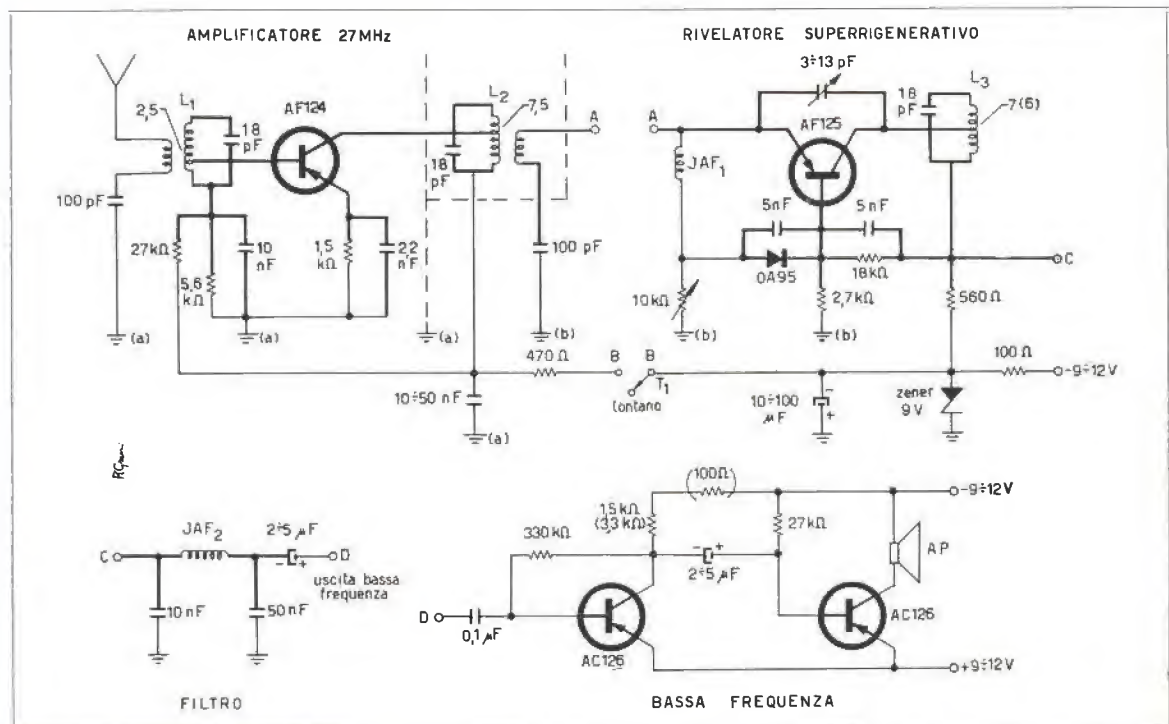 AMPLIFICATORE 27MHz
RIVELATORE SUPERRIGENERATIVO
3÷13 pF
L1
2,5
18 pF
AF124
L2
7,5
18 pF
A
A
AF125
18 pF
L3
7(6)
JAF1
100 pF
27kΩ
5,6 kΩ
10 nF
1,5 kΩ
2,2 nF
100 pF
5nF
5nF
OA95
18kΩ
C
10kΩ
2,7kΩ
560Ω
(a)
(a)
(a)
(b)
(b)
(b)
470Ω
B
B
T1
lontano
100Ω
-9÷12V
10÷50 nF
(a)
10÷100 µF
-
+
zener 9V
C
JAF2
2÷5 µF
-
+
D
uscita bassa
frequenza
10nF
50nF
FILTRO
(100Ω)
-9÷12V
1,5kΩ
(3,3kΩ)
27kΩ
330kΩ
-
+
2÷5µF
AP
D
0,1µF
AC126
AC126
+9÷12V
BASSA FREQUENZA